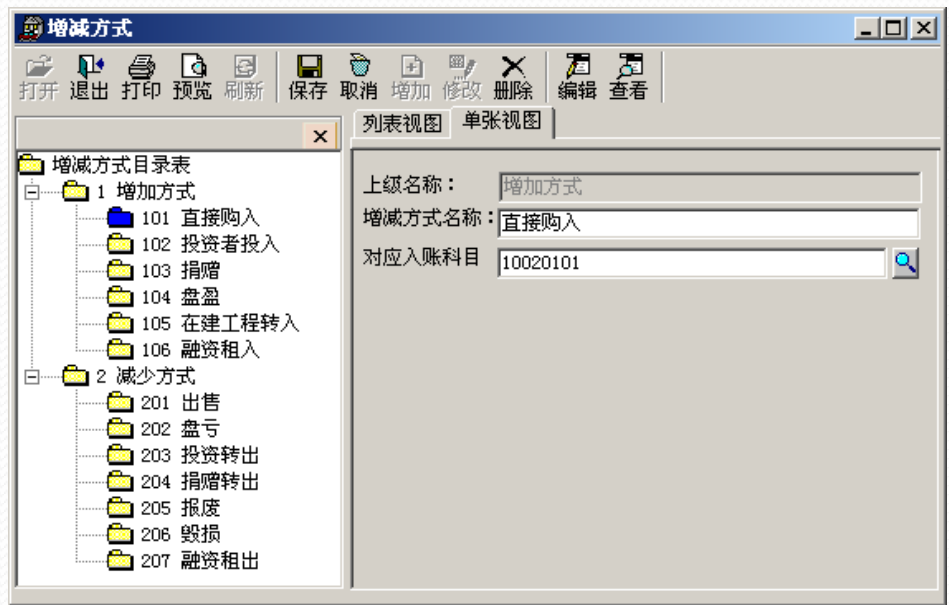 增减方式
打开 退出 打印 预览 刷新 保存 取消 增加 修改 删除 编辑 查看
增减方式目录表
1 增加方式
101 直接购入
102 投资者投入
103 捐赠
104 盘盈
105 在建工程转入
106 融资租入
2 减少方式
201 出售
202 盘亏
203 投资转出
204 捐赠转出
205 报废
206 毁损
207 融资租出
列表视图 单张视图
上级名称： 增加方式
增减方式名称：直接购入
对应入账科目 10020101